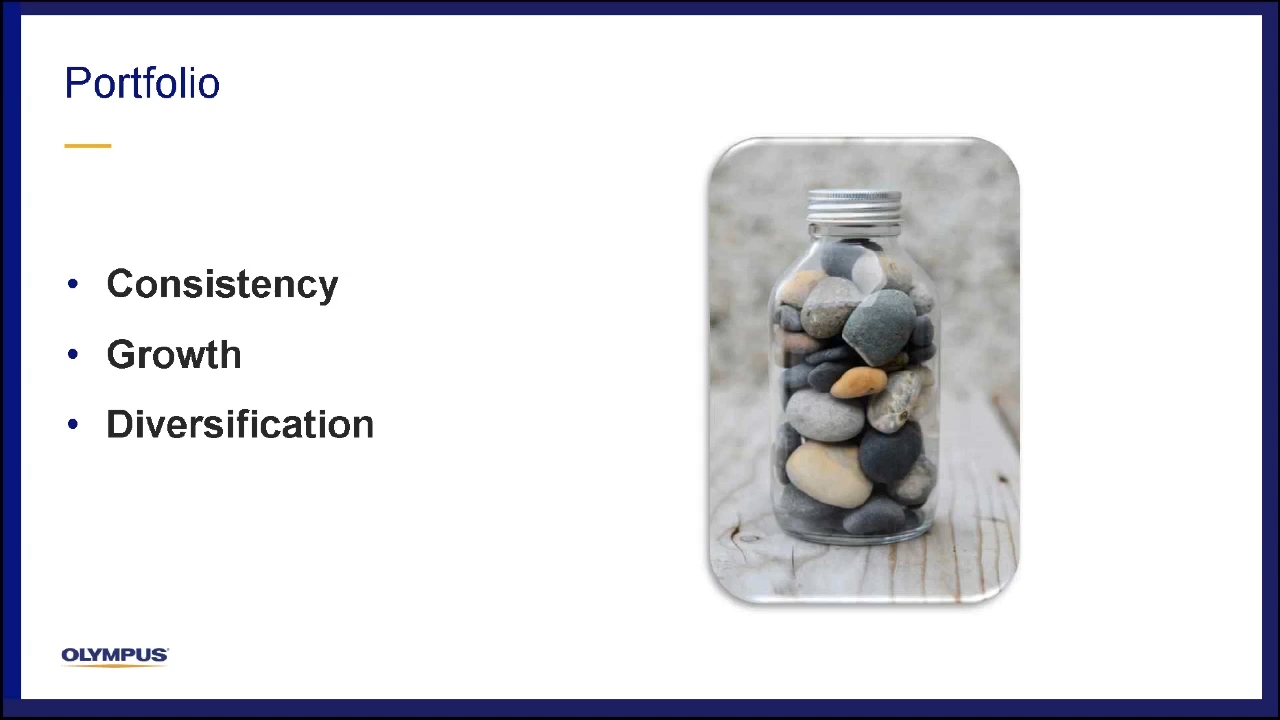 Portfolio
• Consistency
• Growth
• Diversification
OLYMPUS